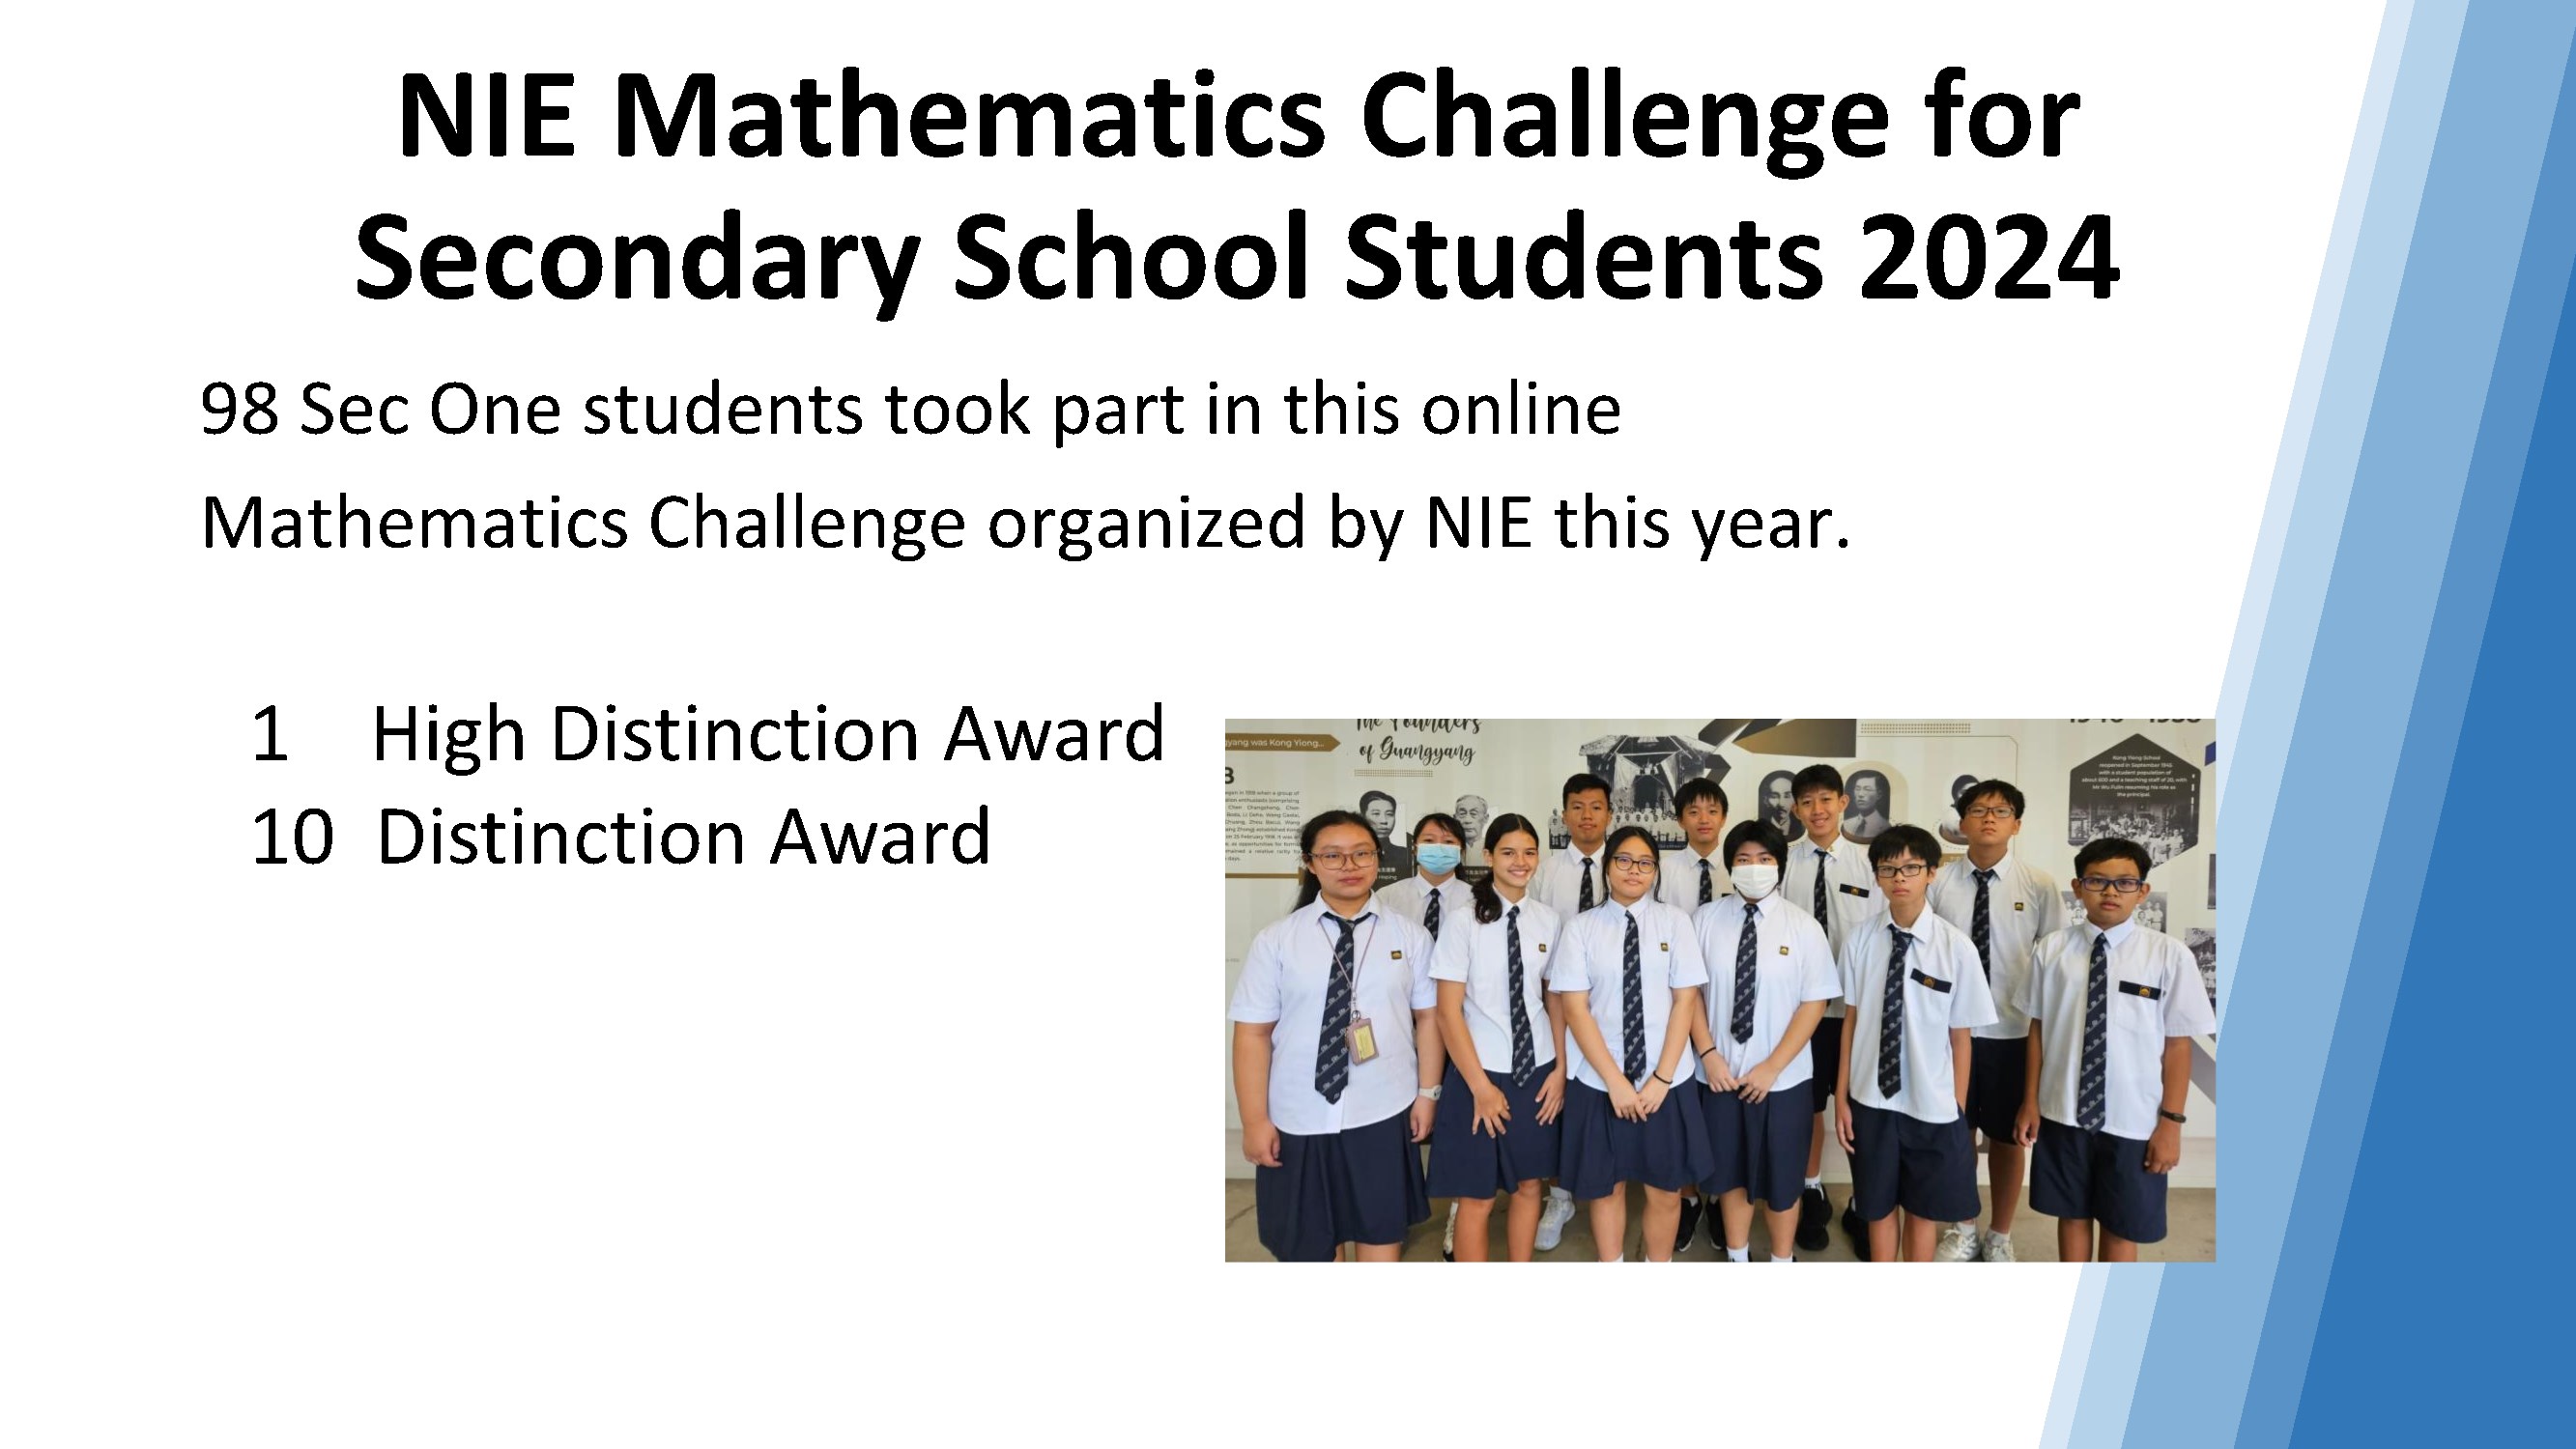 NIE Mathematics Challenge for
Secondary School Students 2024
98 Sec One students took part in this online
Mathematics Challenge organized by NIE this year.
1 High Distinction Award
10 Distinction Award
The Founders
of Guangyang
gyang was Kong Yiong...
Kong Yiong School
reopened in September 1945
with a student population of
about 600 and a teaching staff of 20, with
Mr Wu Fulin resuming his role as
the principal.